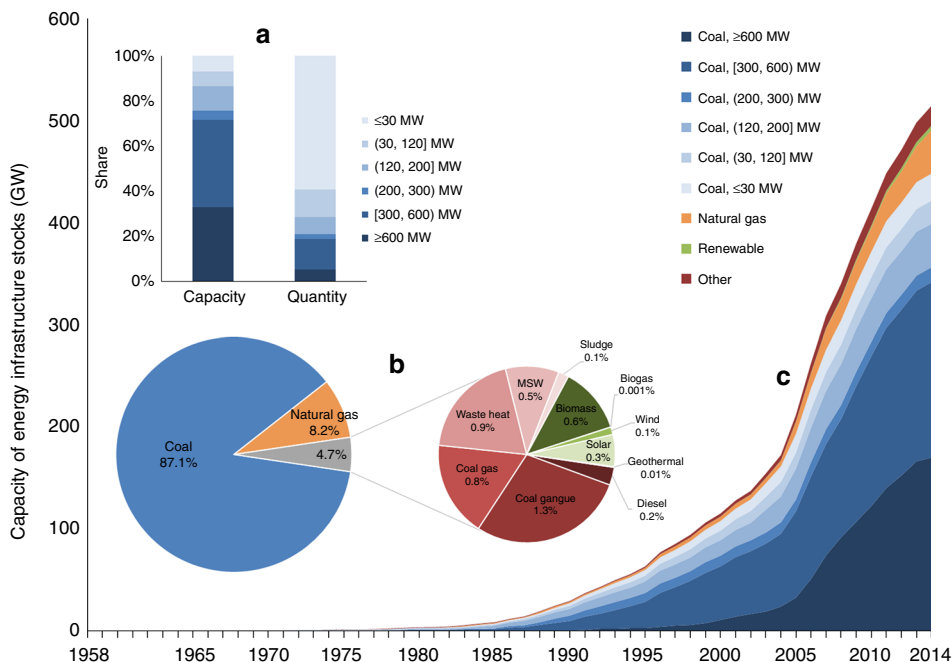 600
500
400
300
200
100
0
Capacity of energy infrastructure stocks (GW)
1958
1965
1970
1975
1980
1985
1990
1995
2000
2005
2010
2014
a
100%
80%
60%
40%
20%
0%
Share
Capacity
Quantity
≤30 MW
(30, 120] MW
(120, 200] MW
(200, 300) MW
[300, 600) MW
≥600 MW
b
Coal
87.1%
Natural gas
8.2%
4.7%
Sludge
0.1%
MSW
0.5%
Biomass
0.6%
Biogas
0.001%
Wind
0.1%
Solar
0.3%
Geothermal
0.01%
Diesel
0.2%
Coal gangue
1.3%
Coal gas
0.8%
Waste heat
0.9%
c
Coal, ≥600 MW
Coal, [300, 600) MW
Coal, (200, 300) MW
Coal, (120, 200] MW
Coal, (30, 120] MW
Coal, ≤30 MW
Natural gas
Renewable
Other